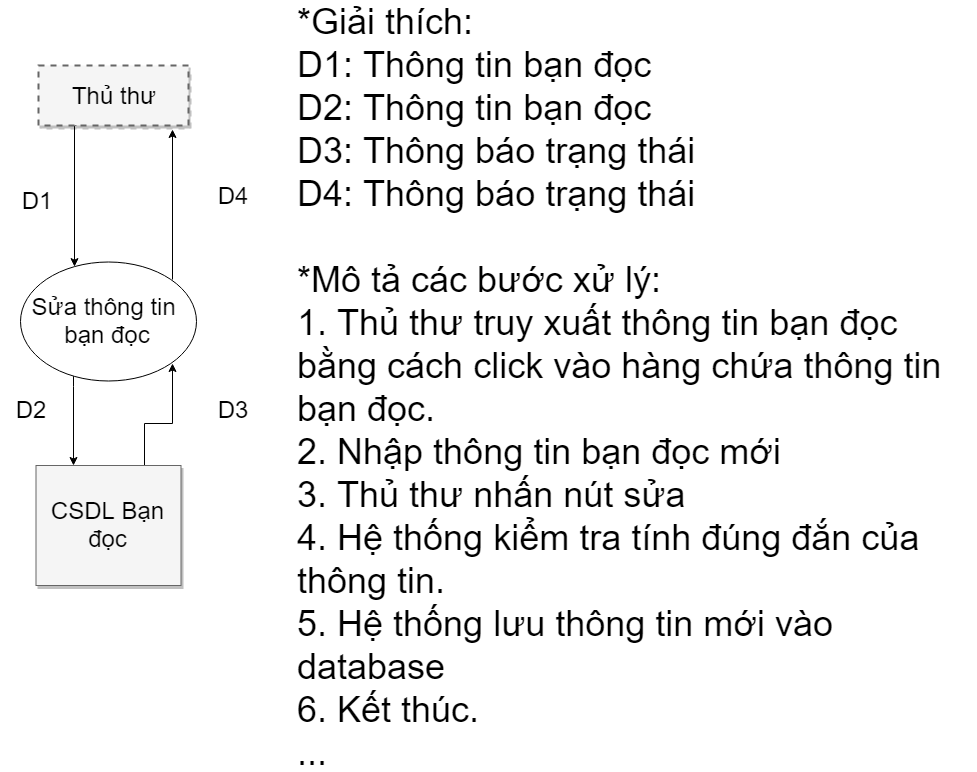 Thủ thư
D1
D4
Sửa thông tin
bạn đọc
D2
D3
CSDL Bạn
đọc
*Giải thích:
D1: Thông tin bạn đọc
D2: Thông tin bạn đọc
D3: Thông báo trạng thái
D4: Thông báo trạng thái
*Mô tả các bước xử lý:
1. Thủ thư truy xuất thông tin bạn đọc
bằng cách click vào hàng chứa thông tin
bạn đọc.
2. Nhập thông tin bạn đọc mới
3. Thủ thư nhấn nút sửa
4. Hệ thống kiểm tra tính đúng đắn của
thông tin.
5. Hệ thống lưu thông tin mới vào
database
6. Kết thúc.
...